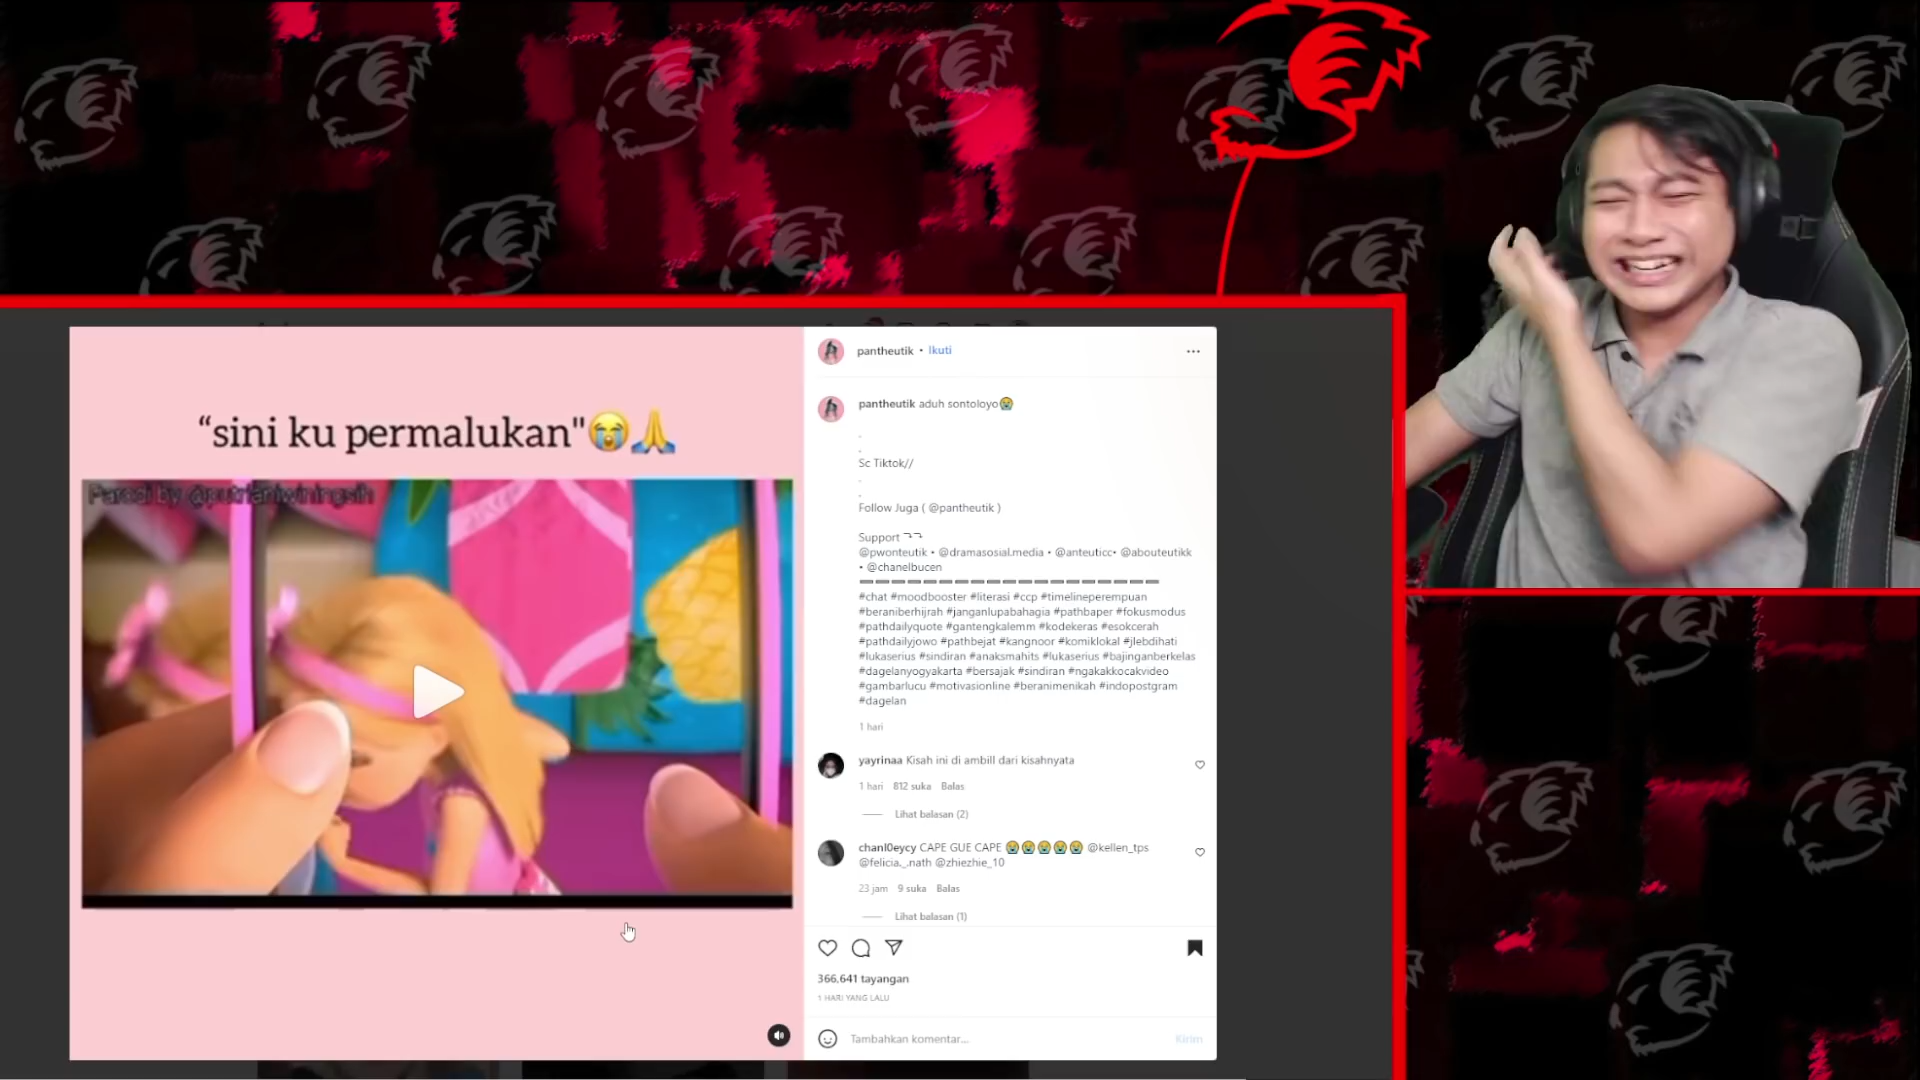 “sini ku permalukan"😭🙏
Parodi by @putrianiwiningsih
pantheutik • Ikuti
pantheutik aduh sontoloyo😭
.
.
Sc Tiktok//
.
.
Follow Juga ( @pantheutik )
Support ⤵⤵
@pwonteutik • @dramasosial.media • @anteuticc• @abouteutikk
• @chanelbucen
#chat #moodbooster #literasi #ccp #timelineperempuan
#beraniberhijrah #janganlupabahagia #pathbaper #fokusmodus
#pathdailyquote #gantengkalemm #kodekeras #esokcerah
#pathdailyjowo #pathbejat #kangnoor #komiklokal #jlebdihati
#lukaserius #sindiran #anaksmahits #lukaserius #bajinganberkelas
#dagelanyogyakarta #bersajak #sindiran #ngakakkocakvideo
#gambarlucu #motivasionline #beranimenikah #indopostgram
#dagelan
1 hari
yayrinaa Kisah ini di ambill dari kisahnyata
1 hari 812 suka Balas
Lihat balasan (2)
chanl0eycy CAPE GUE CAPE 😭😭😭😭😭 @kellen_tps
@felicia._.nath @zhiezhie_10
23 jam 9 suka Balas
Lihat balasan (1)
366,641 tayangan
1 HARI YANG LALU
Tambahkan komentar...
Kirim